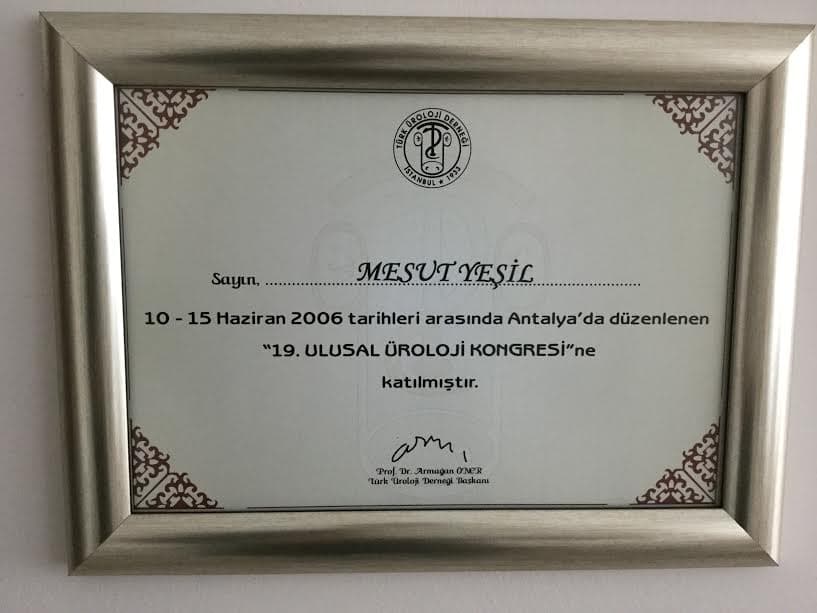 TÜRK ÜROLOJİ DERNEĞİ
İSTANBUL ★ 1933
Sayın, ........ MESUT YEŞİL ........
10 - 15 Haziran 2006 tarihleri arasında Antalya'da düzenlenen
"19. ULUSAL ÜROLOJİ KONGRESİ"ne
katılmıştır.
Prof. Dr. Armağan ÖNER
Türk Üroloji Derneği Başkanı